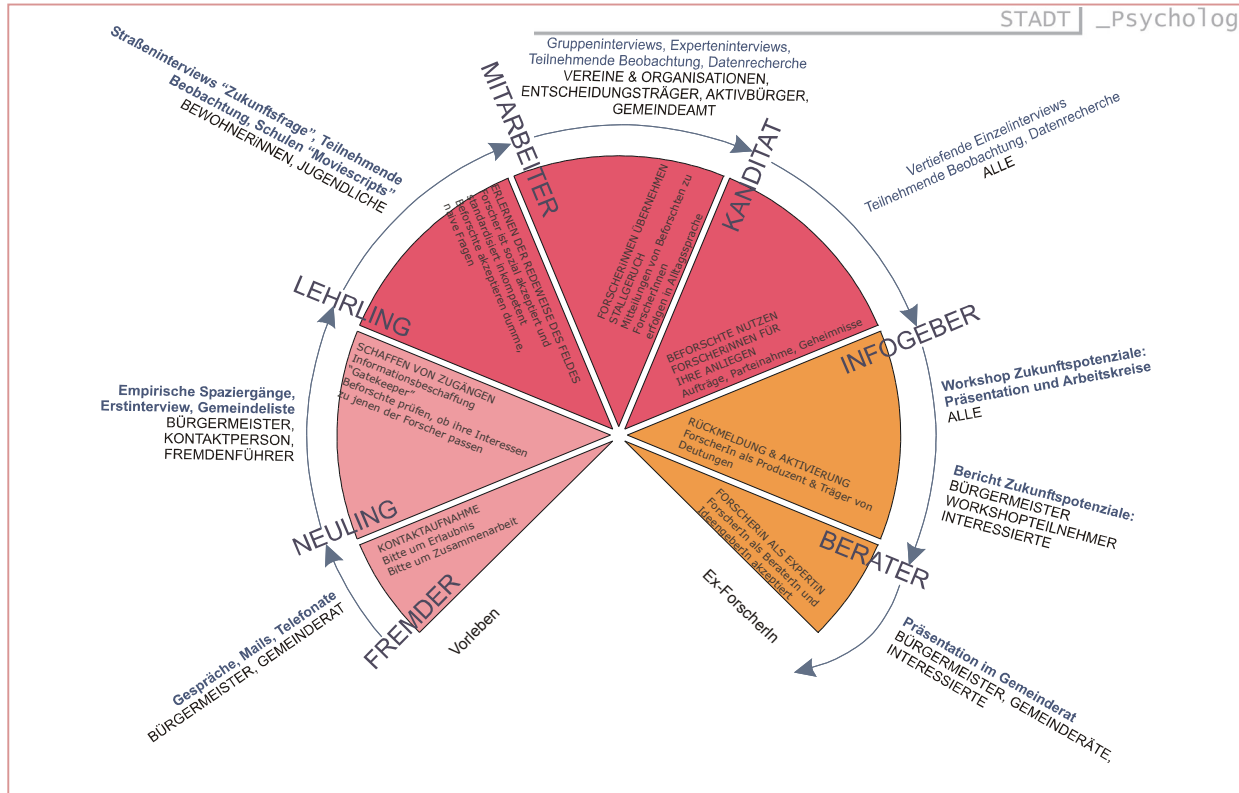 STADT _Psycholog
Gruppeninterviews, Experteninterviews,
Teilnehmende Beobachtung, Datenrecherche
VEREINE & ORGANISATIONEN,
ENTSCHEIDUNGSTRÄGER, AKTIVBÜRGER,
GEMEINDEAMT
Straßeninterviews "Zukunftsfrage", Teilnehmende
Beobachtung, Schulen "Moviescripts"
BEWOHNERiNNEN, JUGENDLICHE
Vertiefende Einzelinterviews
Teilnehmende Beobachtung, Datenrecherche
ALLE
MITARBEITER
KANDITAT
ERLERNEN DER REDEWEISE DES FELDES
Forscher ist sozial akzeptiert und
standardisiert inkompetent
Beforschte akzeptieren dumme,
naive Fragen
FORSCHERiNNEN ÜBERNEHMEN
STALLGERUCH
Mitteilungen von Beforschten zu
ForscherInnen
erfolgen in Alltagssprache
BEFORSCHTE NUTZEN
FORSCHERiNNEN FÜR
IHRE ANLIEGEN
Aufträge, Parteinahme, Geheimnisse
LEHRLING
INFOGEBER
SCHAFFEN VON ZUGÄNGEN
Informationsbeschaffung
"Gatekeeper"
Beforschte prüfen, ob ihre Interessen
zu jenen der Forscher passen
Empirische Spaziergänge,
Erstinterview, Gemeindeliste
BÜRGERMEISTER,
KONTAKTPERSON,
FREMDENFÜHRER
Workshop Zukunftspotenziale:
Präsentation und Arbeitskreise
ALLE
RÜCKMELDUNG & AKTIVIERUNG
ForscherIn als Produzent & Träger von
Deutungen
Bericht Zukunftspotenziale:
BÜRGERMEISTER
WORKSHOPTEILNEHMER
INTERESSIERTE
NEULING
BERATER
KONTAKTAUFNAHME
Bitte um Erlaubnis
Bitte um Zusammenarbeit
FORSCHERiN ALS EXPERTiN
ForscherIn als BeraterIn und
IdeengeberIn akzeptiert
FREMDER
Vorleben
Ex-ForscherIn
Gespräche, Mails, Telefonate
BÜRGERMEISTER, GEMEINDERAT
Präsentation im Gemeinderat
BÜRGERMEISTER, GEMEINDERÄTE,
INTERESSIERTE